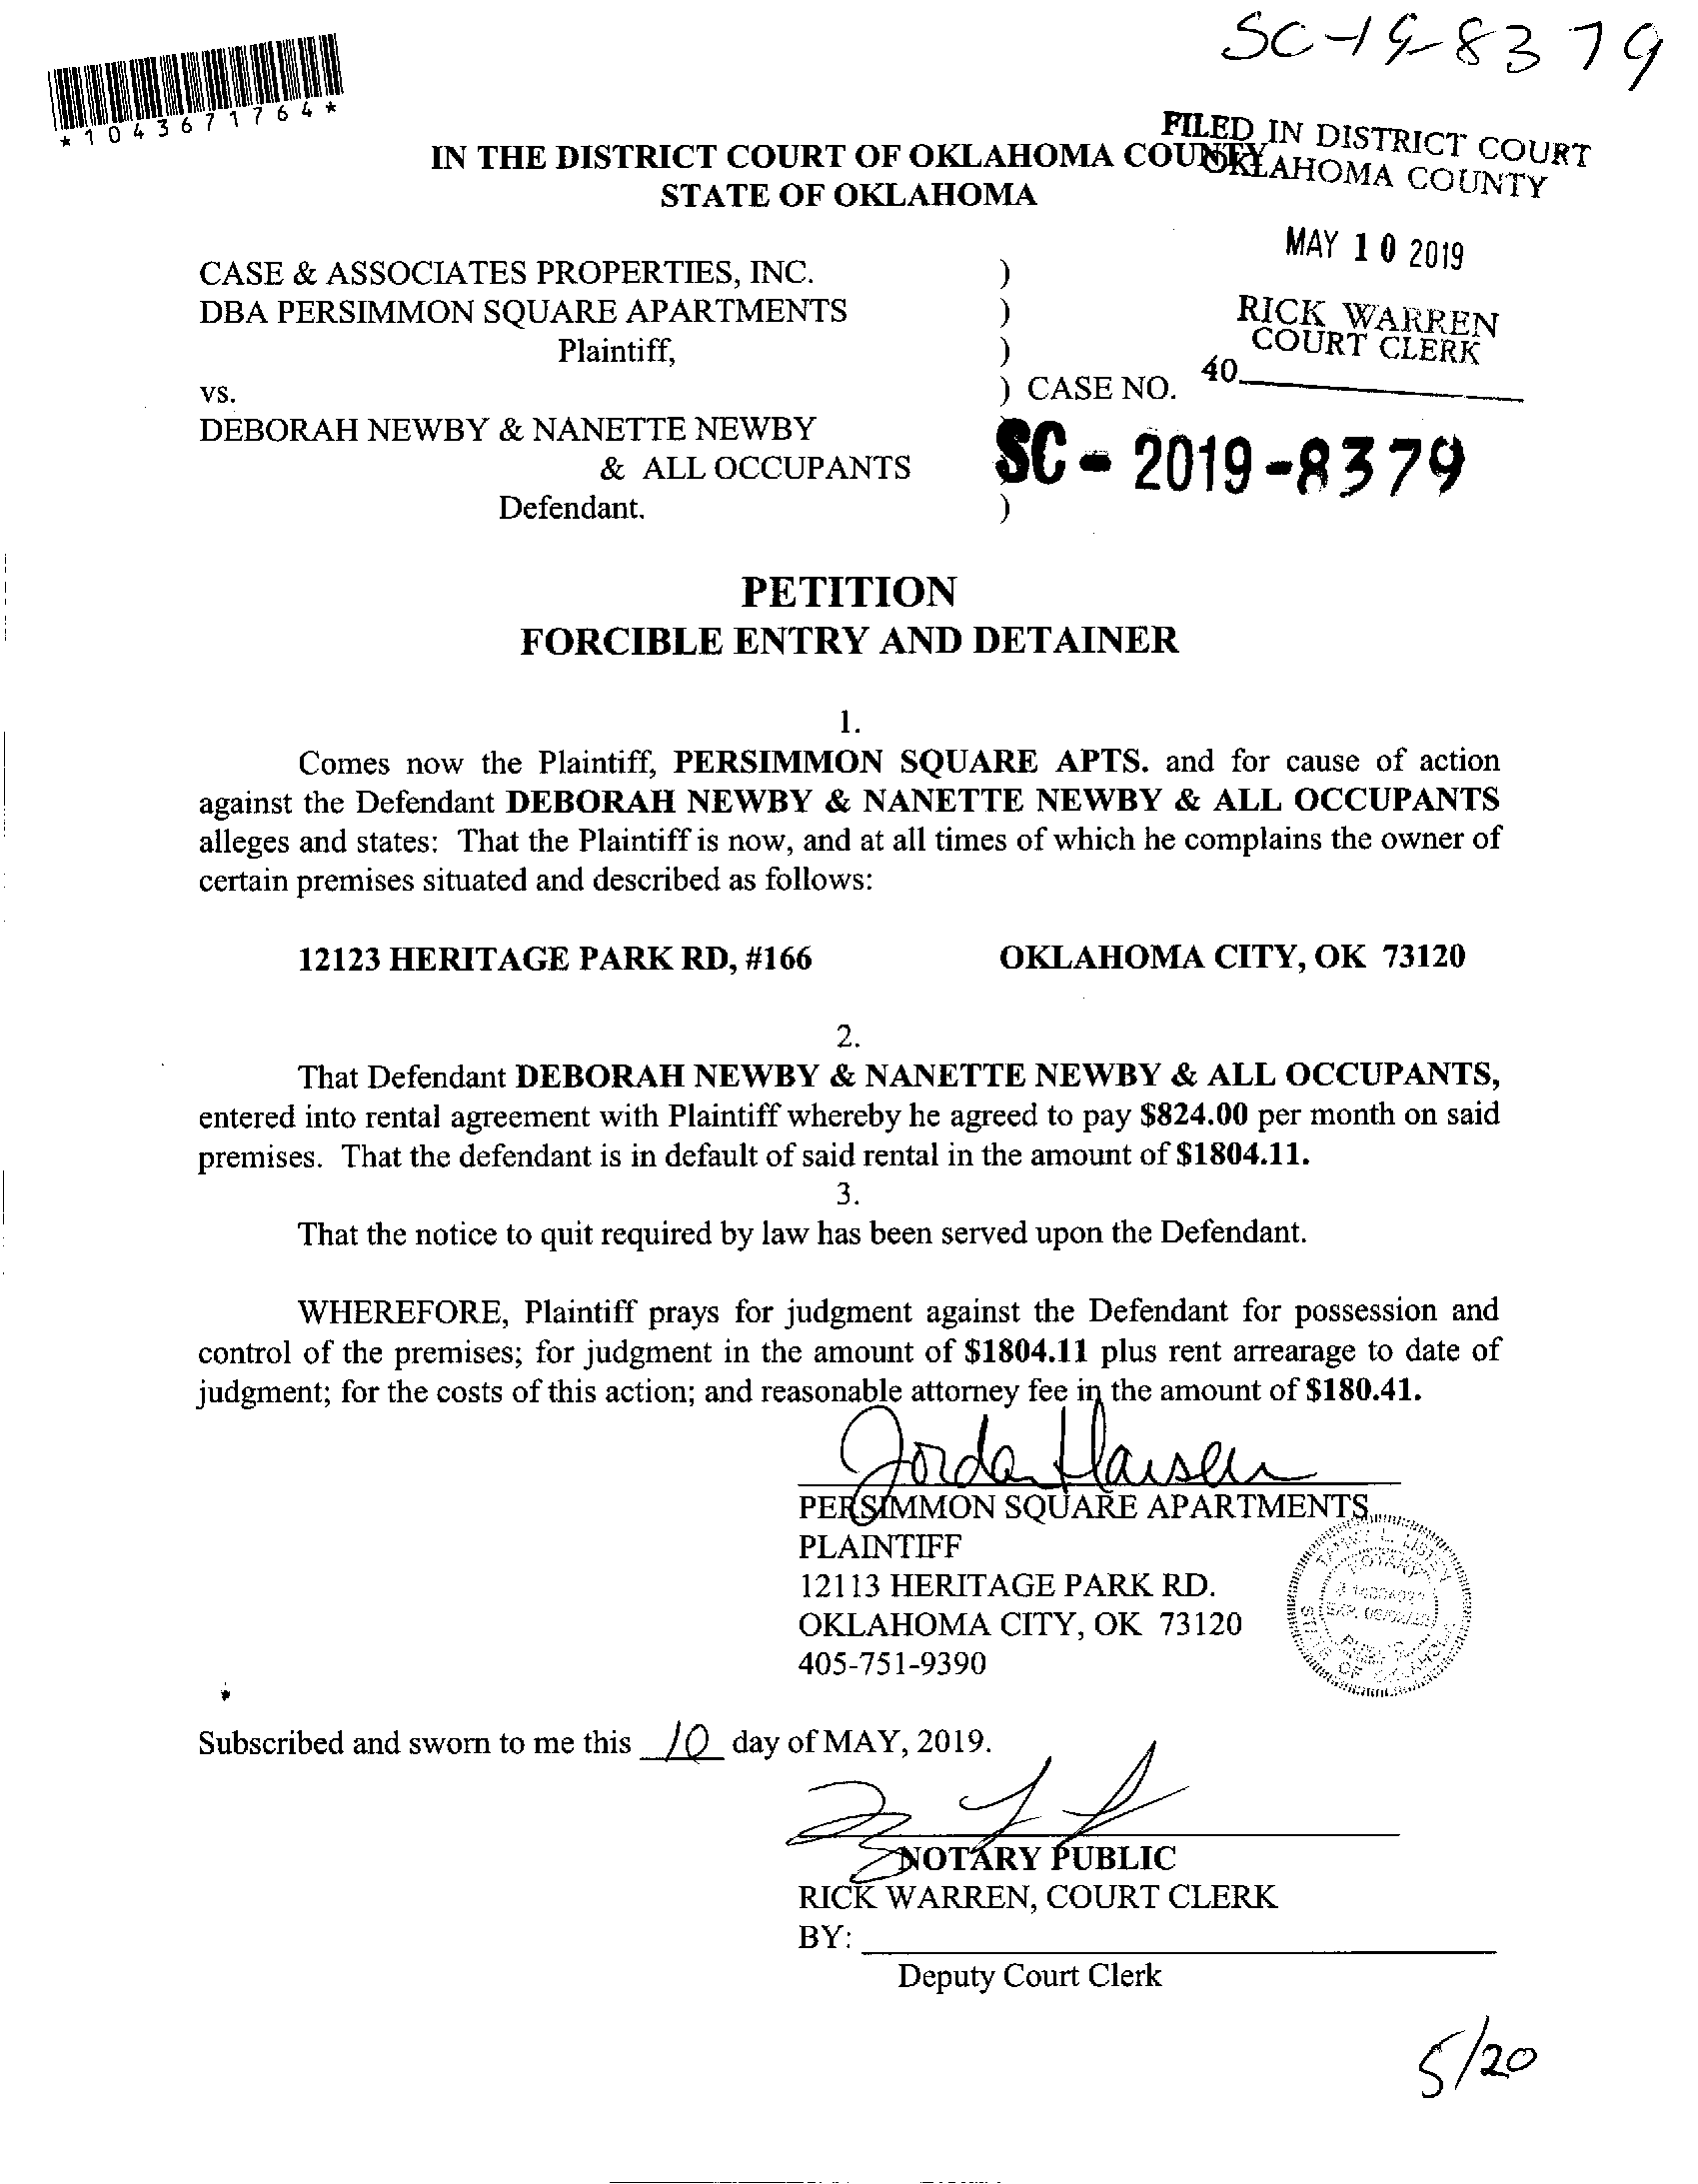 SC-19-8379
*1043671764*
FILED IN DISTRICT COURT
OKLAHOMA COUNTY
IN THE DISTRICT COURT OF OKLAHOMA COUNTY
STATE OF OKLAHOMA
MAY 10 2019
CASE & ASSOCIATES PROPERTIES, INC. )
DBA PERSIMMON SQUARE APARTMENTS )
RICK WARREN
COURT CLERK
Plaintiff, )
40
vs. ) CASE NO.
DEBORAH NEWBY & NANETTE NEWBY )
& ALL OCCUPANTS
SC - 2019-8379
Defendant. )
PETITION
FORCIBLE ENTRY AND DETAINER
1.
Comes now the Plaintiff, PERSIMMON SQUARE APTS. and for cause of action
against the Defendant DEBORAH NEWBY & NANETTE NEWBY & ALL OCCUPANTS
alleges and states: That the Plaintiff is now, and at all times of which he complains the owner of
certain premises situated and described as follows:
12123 HERITAGE PARK RD, #166 OKLAHOMA CITY, OK 73120
2.
That Defendant DEBORAH NEWBY & NANETTE NEWBY & ALL OCCUPANTS,
entered into rental agreement with Plaintiff whereby he agreed to pay $824.00 per month on said
premises. That the defendant is in default of said rental in the amount of $1804.11.
3.
That the notice to quit required by law has been served upon the Defendant.
WHEREFORE, Plaintiff prays for judgment against the Defendant for possession and
control of the premises; for judgment in the amount of $1804.11 plus rent arrearage to date of
judgment; for the costs of this action; and reasonable attorney fee in the amount of $180.41.
Jordan
PERSIMMON SQUARE APARTMENTS,
PLAINTIFF
12113 HERITAGE PARK RD.
OKLAHOMA CITY, OK 73120
405-751-9390
NOTARY
PUBLIC
STATE OF OKLAHOMA
Subscribed and sworn to me this 10 day of MAY, 2019.
NOTARY PUBLIC
RICK WARREN, COURT CLERK
BY:
Deputy Court Clerk
5/20